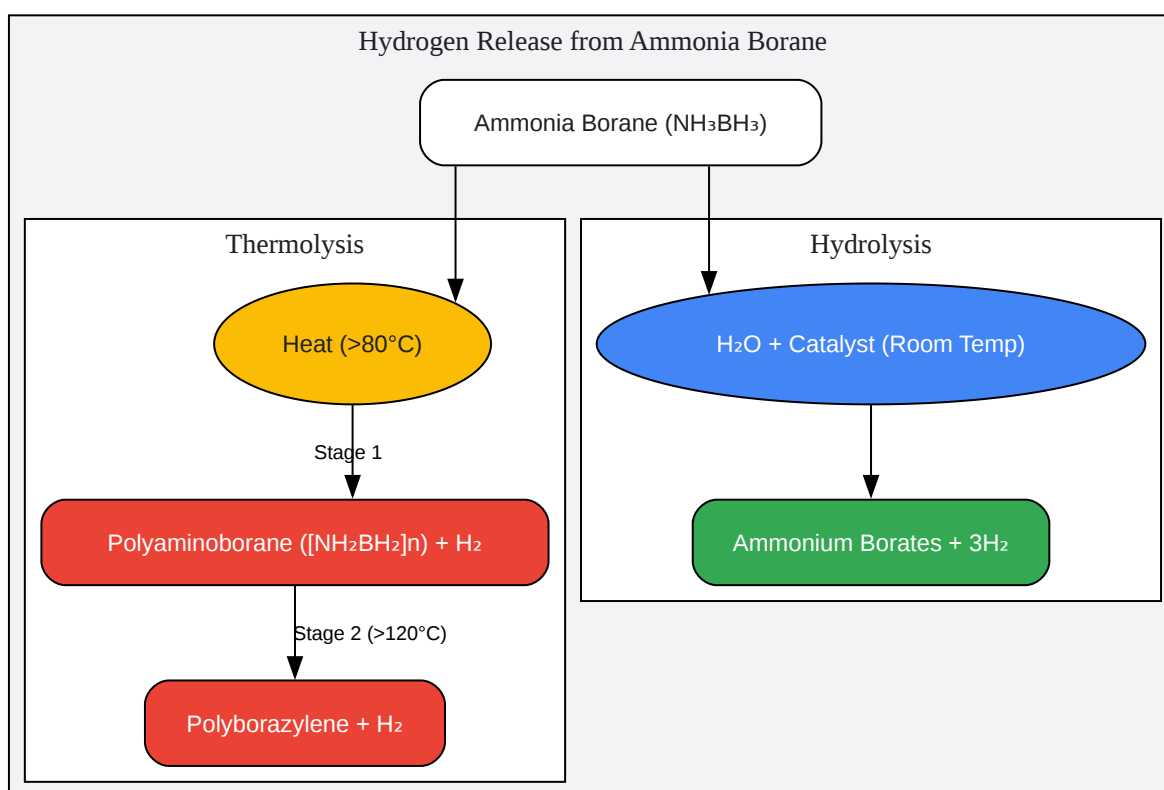 Hydrogen Release from Ammonia Borane
Ammonia Borane (NH₃BH₃)
Thermolysis
Heat (>80°C)
Stage 1
Polyaminoborane ([NH₂BH₂]n) + H₂
Stage 2 (>120°C)
Polyborazylene + H₂
Hydrolysis
H₂O + Catalyst (Room Temp)
Ammonium Borates + 3H₂